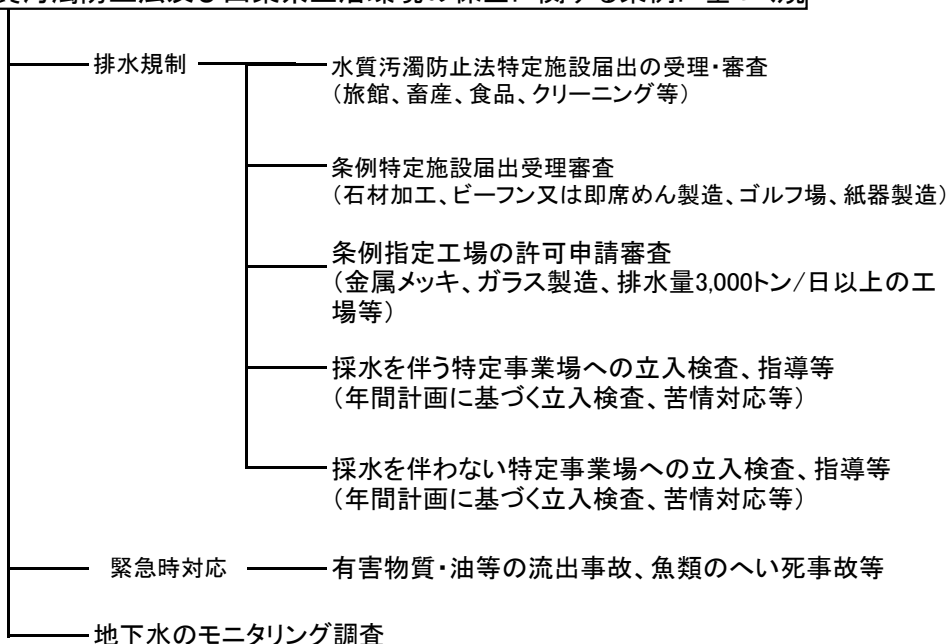 排水規制
水質汚濁防止法特定施設届出の受理・審査
（旅館、畜産、食品、クリーニング等）
条例特定施設届出受理審査
（石材加工、ビーフン又は即席めん製造、ゴルフ場、紙器製造）
条例指定工場の許可申請審査
（金属メッキ、ガラス製造、排水量3,000トン/日以上の工
場等）
採水を伴う特定事業場への立入検査、指導等
（年間計画に基づく立入検査、苦情対応等）
採水を伴わない特定事業場への立入検査、指導等
（年間計画に基づく立入検査、苦情対応等）
緊急時対応
有害物質・油等の流出事故、魚類のへい死事故等
地下水のモニタリング調査